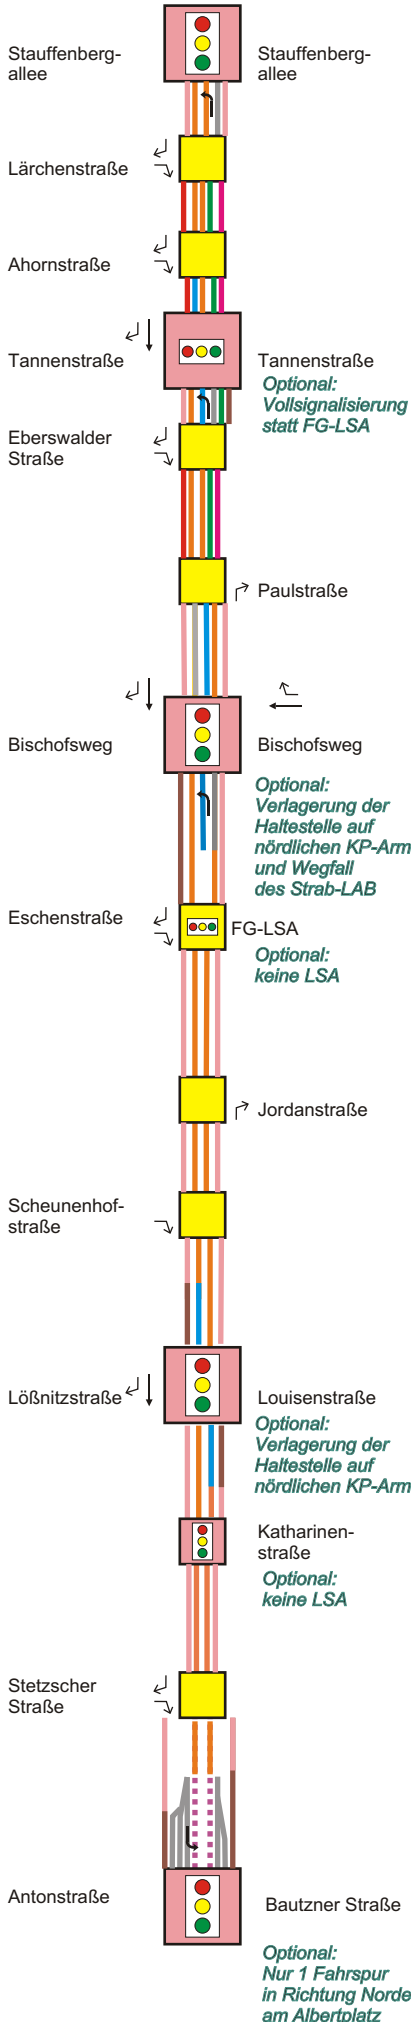 Stauffenberg-
allee
Stauffenberg-
allee
Lärchenstraße
Ahornstraße
Tannenstraße
Tannenstraße
Optional:
Vollsignalisierung
statt FG-LSA
Eberswalder
Straße
Paulstraße
Bischofsweg
Bischofsweg
Optional:
Verlagerung der
Haltestelle auf
nördlichen KP-Arm
und Wegfall
des Strab-LAB
Eschenstraße
FG-LSA
Optional:
keine LSA
Jordanstraße
Scheunenhof-
straße
Lößnitzstraße
Louisenstraße
Optional:
Verlagerung der
Haltestelle auf
nördlichen KP-Arm
Katharinen-
straße
Optional:
keine LSA
Stetzscher
Straße
Antonstraße
Bautzner Straße
Optional:
Nur 1 Fahrspur
in Richtung Norde
am Albertplatz